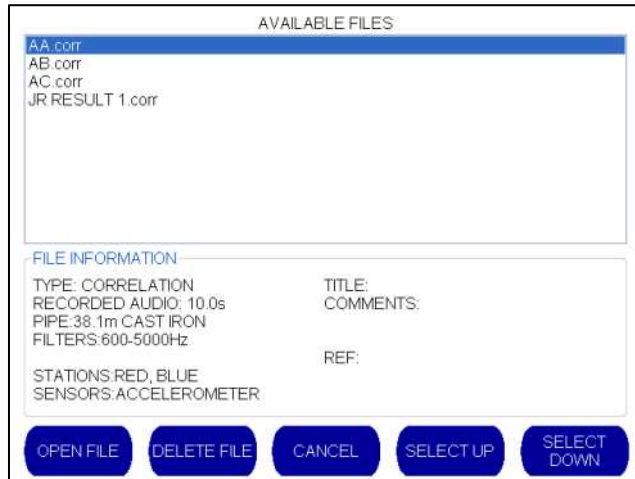 AVAILABLE FILES
AA.corr
AB.corr
AC.corr
JR RESULT 1.corr
FILE INFORMATION
TYPE: CORRELATION
RECORDED AUDIO: 10.0s
PIPE:38.1m CAST IRON
FILTERS:600-5000Hz
STATIONS:RED, BLUE
SENSORS:ACCELEROMETER
TITLE:
COMMENTS:
REF:
OPEN FILE
DELETE FILE
CANCEL
SELECT UP
SELECT
DOWN